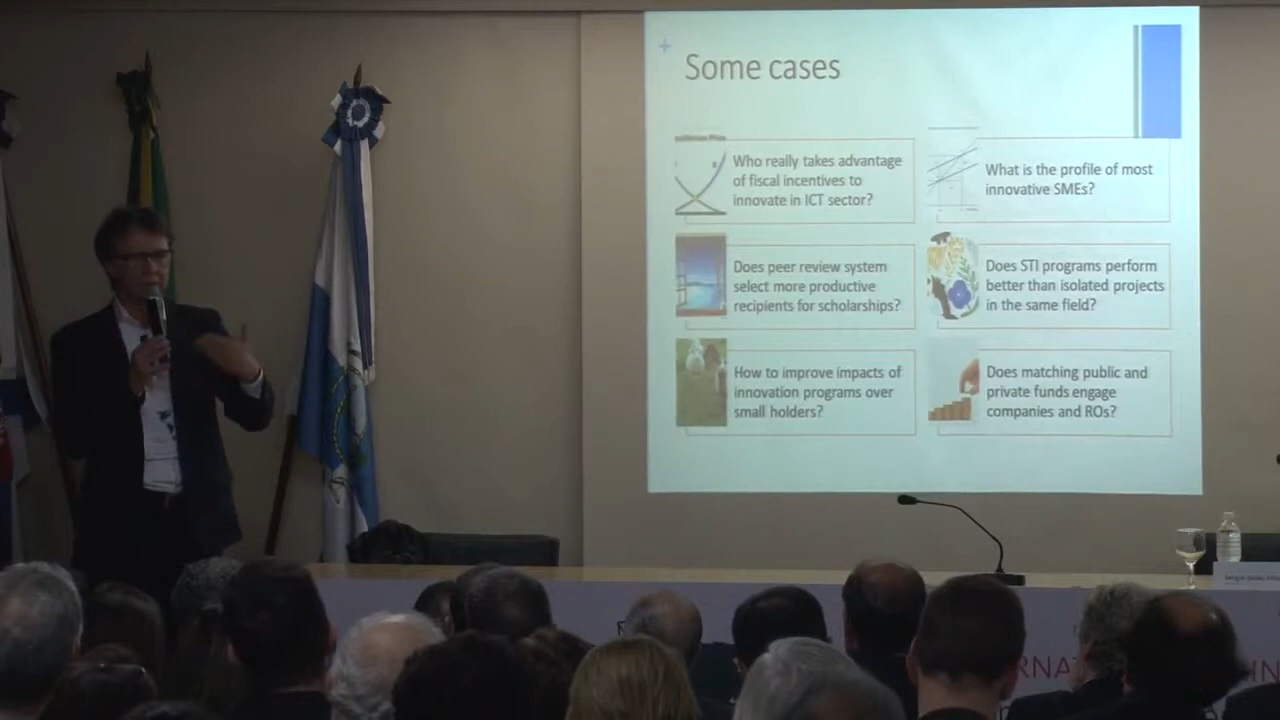 +
Some cases
Who really takes advantage
of fiscal incentives to
innovate in ICT sector?
What is the profile of most
innovative SMEs?
Does peer review system
select more productive
recipients for scholarships?
Does STI programs perform
better than isolated projects
in the same field?
How to improve impacts of
innovation programs over
small holders?
Does matching public and
private funds engage
companies and ROs?